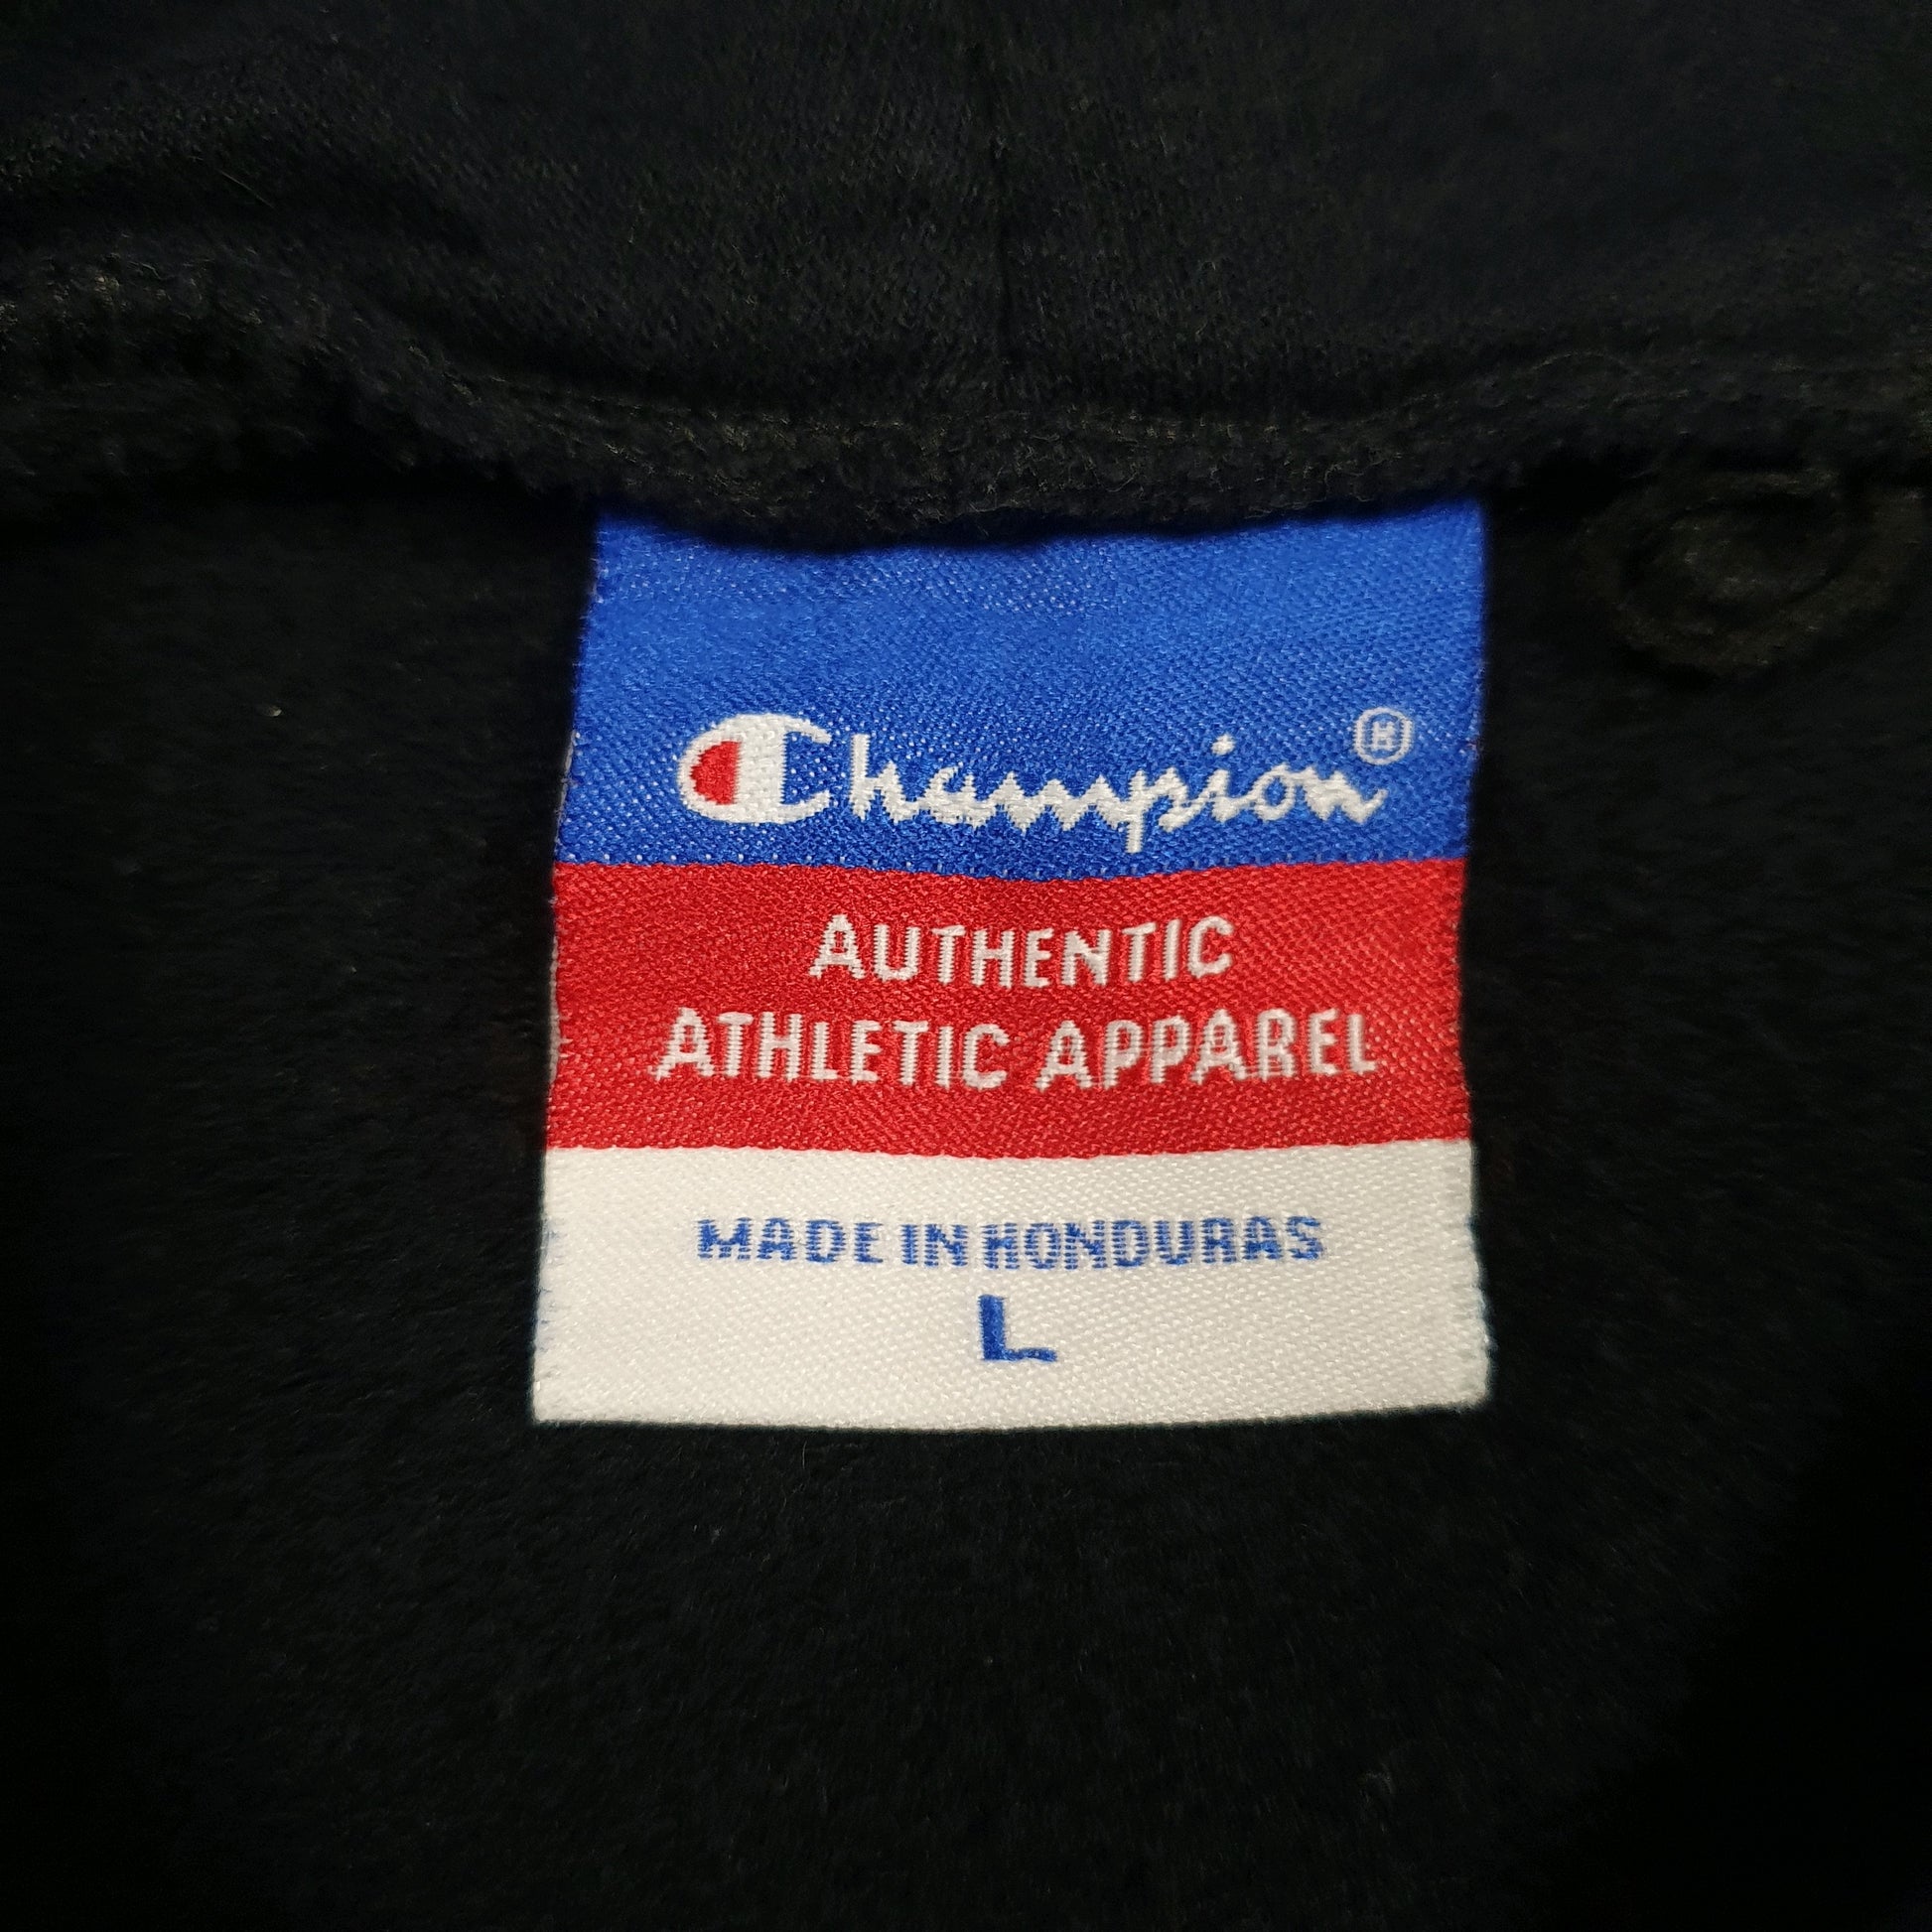 Champion®
AUTHENTIC
ATHLETIC APPAREL
MADE IN HONDURAS
L